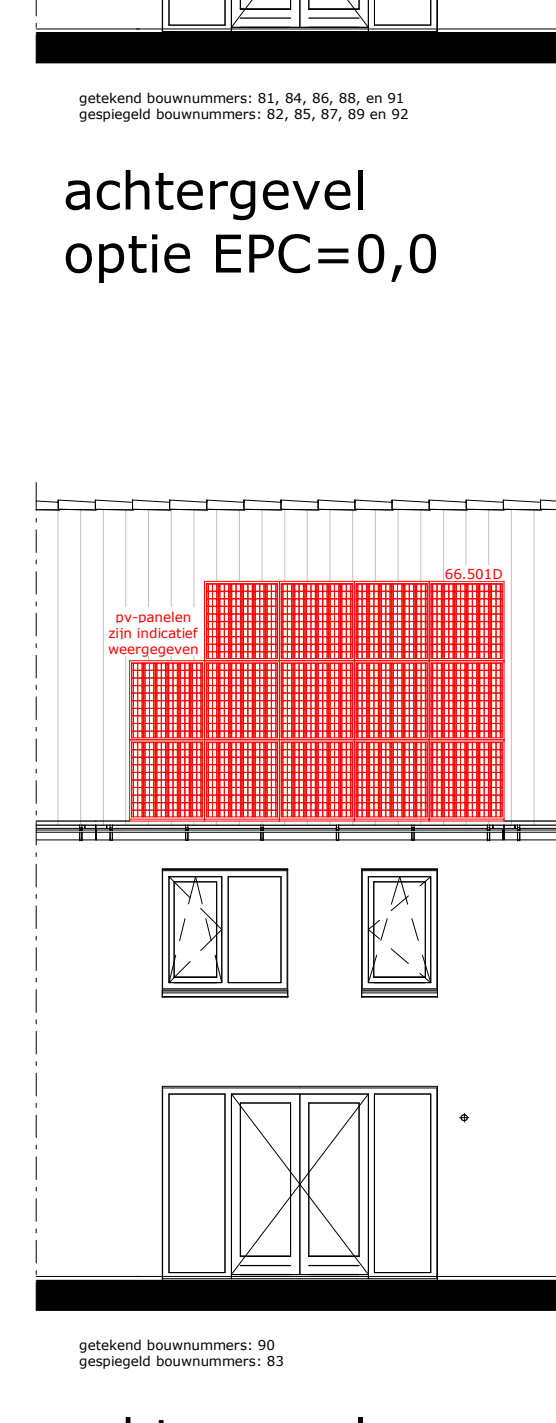 getekend bouwnummers: 81, 84, 86, 88, en 91
gespiegeld bouwnummers: 82, 85, 87, 89 en 92
achtergevel
optie EPC=0,0
66.501D
pv-panelen
zijn indicatief
weergegeven
getekend bouwnummers: 90
gespiegeld bouwnummers: 83